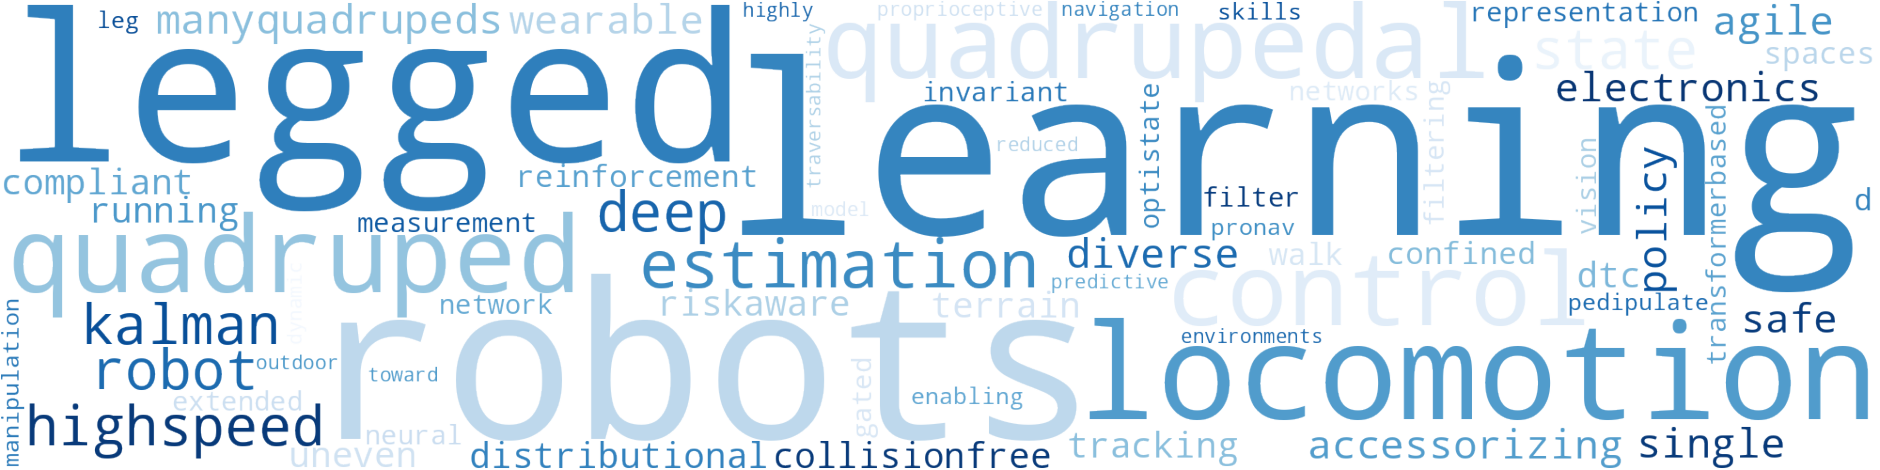 leg
manyquadrupeds
wearable
highly
proprioceptive
navigation
skills
representation
agile
legged
learning
quadrupedal
state
spaces
traversability
invariant
optistate
networks
filtering
electronics
reduced
compliant
running
reinforcement
deep
measurement
model
filter
pronav
vision
policy
transformerbased
d
quadruped
estimation
diverse
walk
confined
dtc
predictive
control
pedipulate
safe
manipulation
kalman
dynamic
network
riskaware
terrain
robots
locomotion
environments
robot
outdoor
toward
extended
enabling
gated
highspeed
neural
uneven
distributional
collisionfree
tracking
accessorizing
single